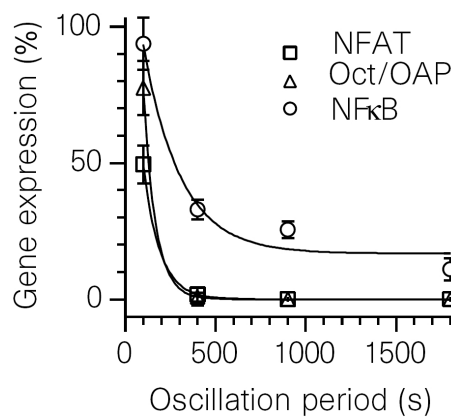 100
NFAT
Oct/OAP
NFκB
50
0
Gene expression (%)
0 500 1000 1500
Oscillation period (s)